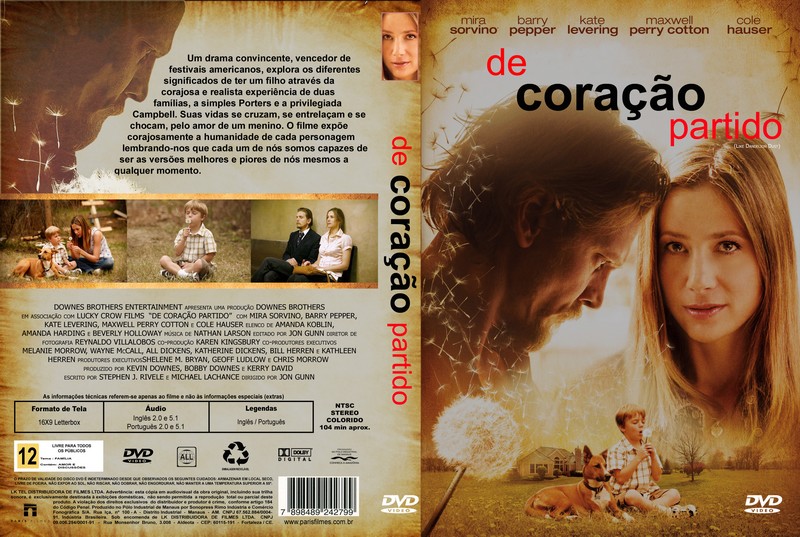 Um drama convincente, vencedor de
festivais americanos, explora os diferentes
significados de ter um filho através da
corajosa e realista experiência de duas
famílias, a simples Porters e a privilegiada
Campbell. Suas vidas se cruzam, se entrelaçam e se
chocam, pelo amor de um menino. O filme expõe
corajosamente a humanidade de cada personagem
lembrando-nos que cada um de nós somos capazes de
ser as versões melhores e piores de nós mesmos a
qualquer momento.
DOWNES BROTHERS ENTERTAINMENT APRESENTA UMA PRODUÇÃO DOWNES BROTHERS
EM ASSOCIAÇÃO COM LUCKY CROW FILMS "DE CORAÇÃO PARTIDO" COM MIRA SORVINO, BARRY PEPPER,
KATE LEVERING, MAXWELL PERRY COTTON E COLE HAUSER ELENCO DE AMANDA KOBLIN,
AMANDA HARDING E BEVERLY HOLLOWAY MÚSICA DE NATHAN LARSON EDITADO POR JON GUNN DIRETOR DE
FOTOGRAFIA REYNALDO VILLALOBOS CO-PRODUÇÃO KAREN KINGSBURY CO-PRODUTORES EXECUTIVOS
MELANIE MORROW, WAYNE McCALL, ALL DICKENS, KATHERINE DICKENS, BILL HERREN E KATHLEEN
HERREN PRODUTORES EXECUTIVOS SHELENE M. BRYAN, GEOFF LUDLOW E CHRIS MORROW
PRODUZIDO POR KEVIN DOWNES, BOBBY DOWNES E KERRY DAVID
ESCRITO POR STEPHEN J. RIVELE E MICHAEL LACHANCE DIRIGIDO POR JON GUNN
As informações técnicas referem-se apenas ao filme e não às informações especiais (extras)
Formato de Tela
16X9 Letterbox
Áudio
Inglês 2.0 e 5.1
Português 2.0 e 5.1
Legendas
Inglês / Português
NTSC
STEREO
COLORIDO
104 min aprox.
12
LIVRE PARA TODOS
OS PÚBLICOS
DVD
VIDEO
ALL
DOLBY
DIGITAL
www.parisfilmes.com.br
7 898489 242799
DVD
VIDEO
de coração partido
mira sorvino
barry pepper
kate levering
maxwell perry cotton
cole hauser
de
coração
partido
(Like Dandelion Dust)
DVD
VIDEO